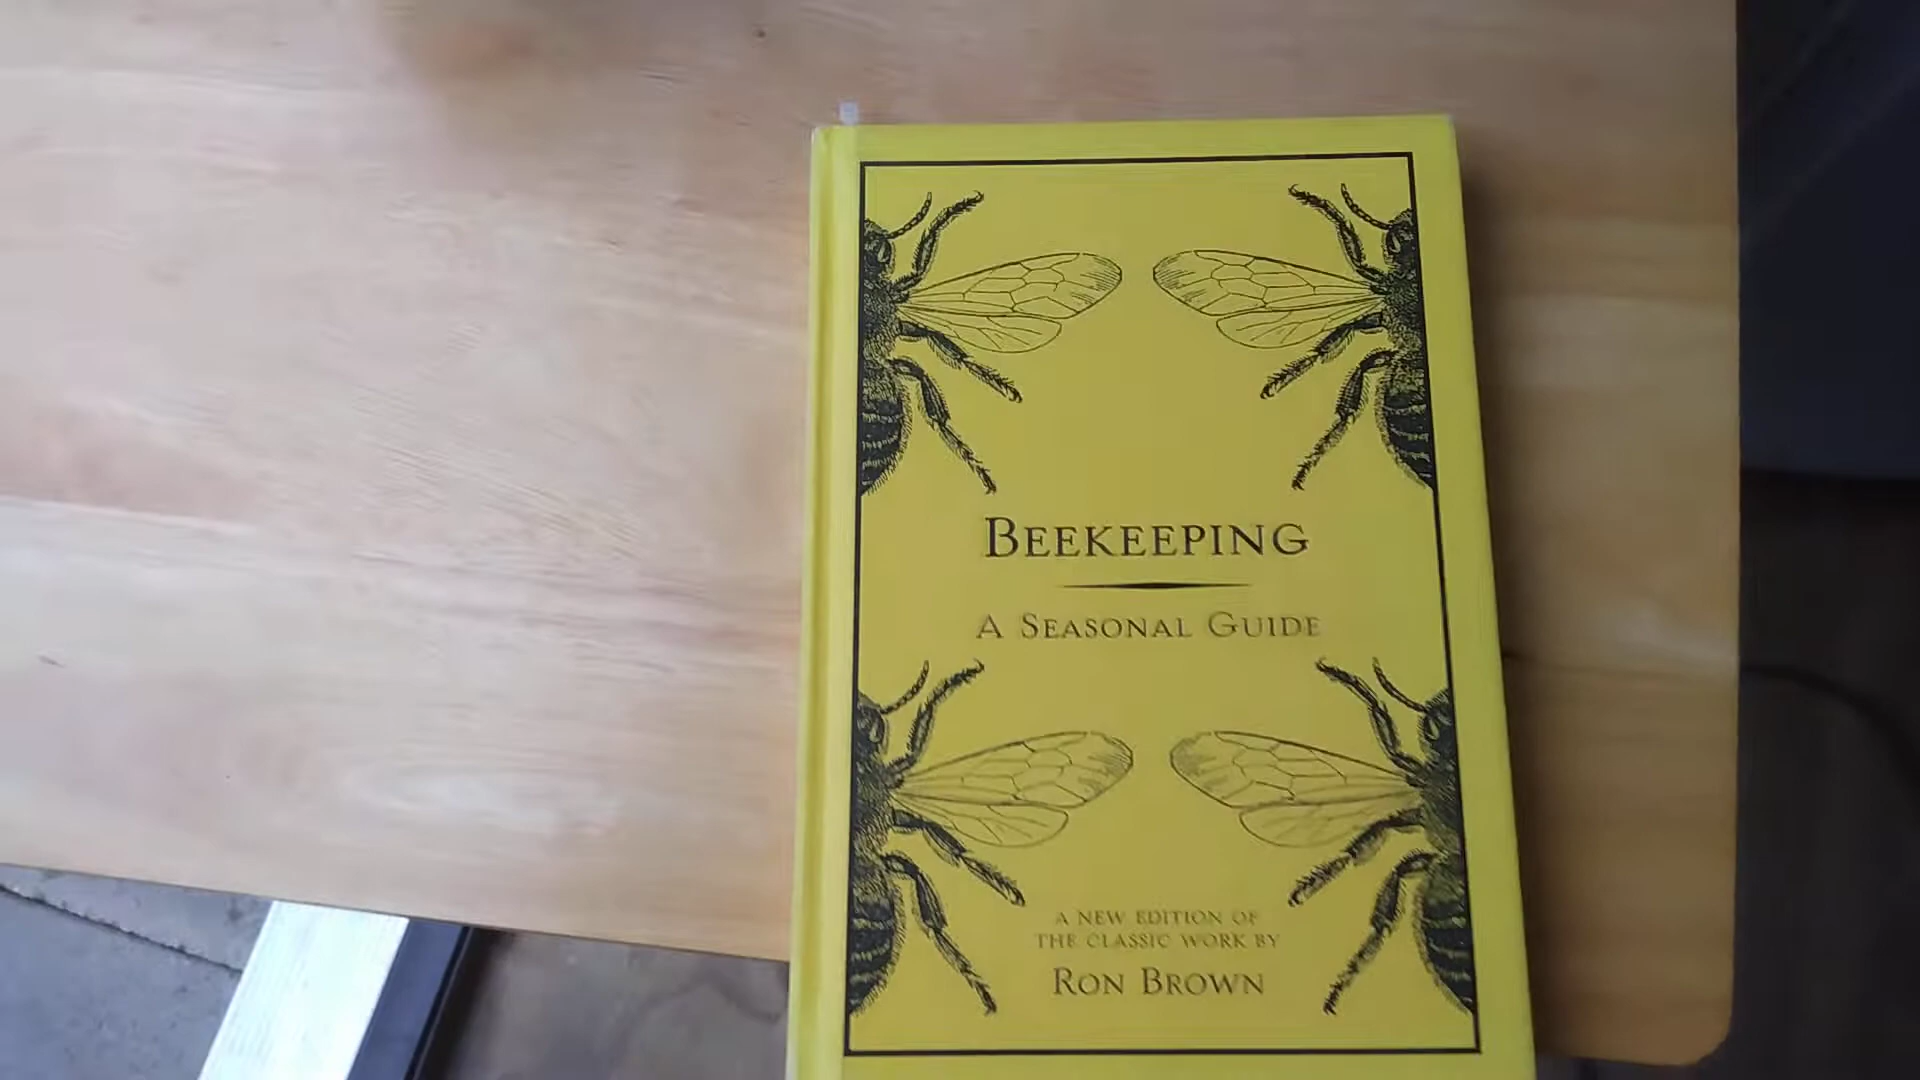 BEEKEEPING
A SEASONAL GUIDE
A NEW EDITION OF
THE CLASSIC WORK BY
RON BROWN